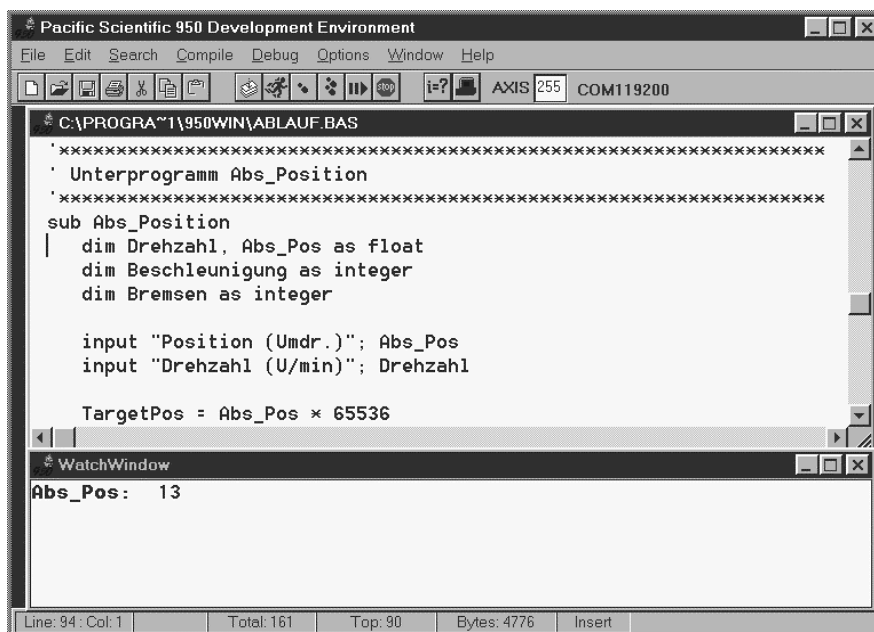 Pacific Scientific 950 Development Environment
File Edit Search Compile Debug Options Window Help
stop i=? AXIS 255 COM119200
C:\PROGRA~1\950WIN\ABLAUF.BAS
'*******************************************************************
' Unterprogramm Abs_Position
'*******************************************************************
sub Abs_Position
dim Drehzahl, Abs_Pos as float
dim Beschleunigung as integer
dim Bremsen as integer
input "Position (Umdr.)"; Abs_Pos
input "Drehzahl (U/min)"; Drehzahl
TargetPos = Abs_Pos * 65536
WatchWindow
Abs_Pos: 13
Line: 94 : Col: 1 Total: 161 Top: 90 Bytes: 4776 Insert